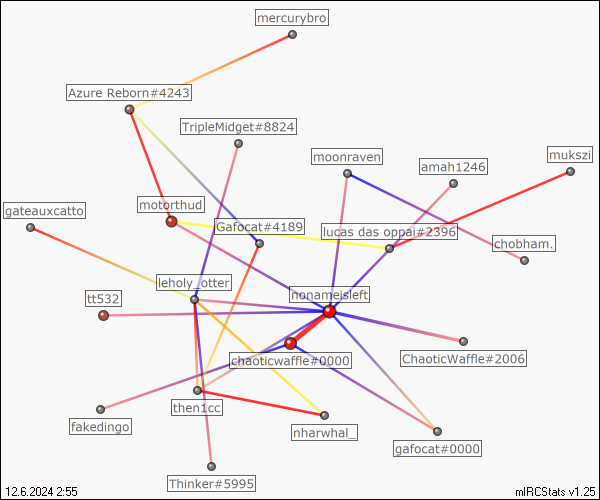 mercurybro
Azure Reborn#4243
TripleMidget#8824
moonraven
mukszi
amah1246
motorthud
gateauxcatto
Gafocat#4189
lucas das oppai#2396
chobham.
leholy_otter
tt532
nonameisleft
chaoticwaffle#0000
ChaoticWaffle#2006
then1cc
fakedingo
nharwhal_
gafocat#0000
Thinker#5995
12.6.2024 2:55
mIRCStats v1.25